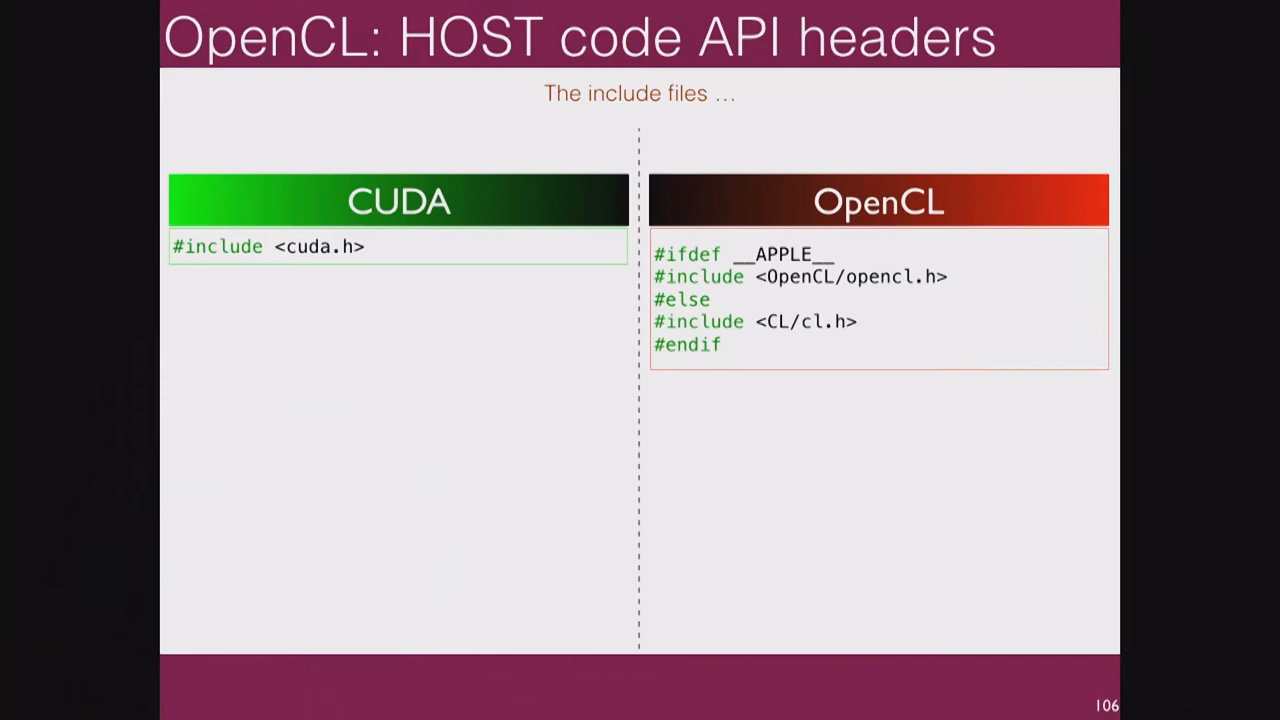 OpenCL: HOST code API headers
The include files ...
CUDA
#include <cuda.h>
OpenCL
#ifdef __APPLE__
#include <OpenCL/opencl.h>
#else
#include <CL/cl.h>
#endif
106